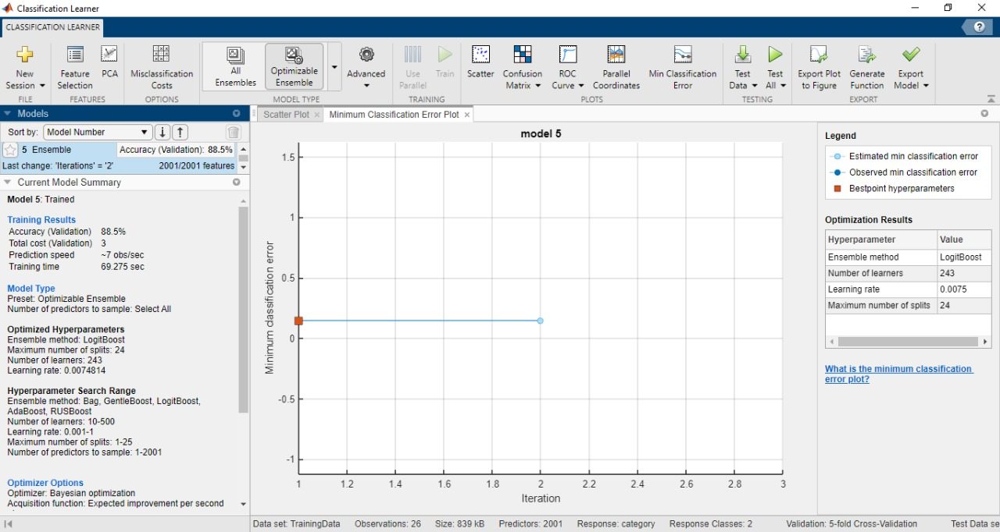 Classification Learner
CLASSIFICATION LEARNER
New Session
Feature Selection
PCA
Misclassification Costs
All Ensembles
Optimizable Ensemble
Advanced
Use Parallel
Train
Scatter
Confusion Matrix
ROC Curve
Parallel Coordinates
Min Classification Error
Test Data
Test All
Export Plot to Figure
Generate Function
Export Model
FILE
FEATURES
OPTIONS
MODEL TYPE
TRAINING
PLOTS
TESTING
EXPORT
Models
Sort by: Model Number
5 Ensemble Accuracy (Validation): 88.5%
Last change: 'Iterations' = '2' 2001/2001 features
Current Model Summary
Model 5: Trained
Training Results
Accuracy (Validation) 88.5%
Total cost (Validation) 3
Prediction speed ~7 obs/sec
Training time 69.275 sec
Model Type
Preset: Optimizable Ensemble
Number of predictors to sample: Select All
Optimized Hyperparameters
Ensemble method: LogitBoost
Maximum number of splits: 24
Number of learners: 243
Learning rate: 0.0074814
Hyperparameter Search Range
Ensemble method: Bag, GentleBoost, LogitBoost,
AdaBoost, RUSBoost
Number of learners: 10-500
Learning rate: 0.001-1
Maximum number of splits: 1-25
Number of predictors to sample: 1-2001
Optimizer Options
Optimizer: Bayesian optimization
Acquisition function: Expected improvement per second
Scatter Plot
Minimum Classification Error Plot
model 5
Minimum classification error
1.5
1
0.5
0
-0.5
-1
1 1.2 1.4 1.6 1.8 2 2.2 2.4 2.6 2.8 3
Iteration
Legend
Estimated min classification error
Observed min classification error
Bestpoint hyperparameters
Optimization Results
Hyperparameter Value
Ensemble method LogitBoost
Number of learners 243
Learning rate 0.0075
Maximum number of splits 24
What is the minimum classification
error plot?
Data set: TrainingData Observations: 26 Size: 839 kB Predictors: 2001 Response: category Response Classes: 2 Validation: 5-fold Cross-Validation Test Data se